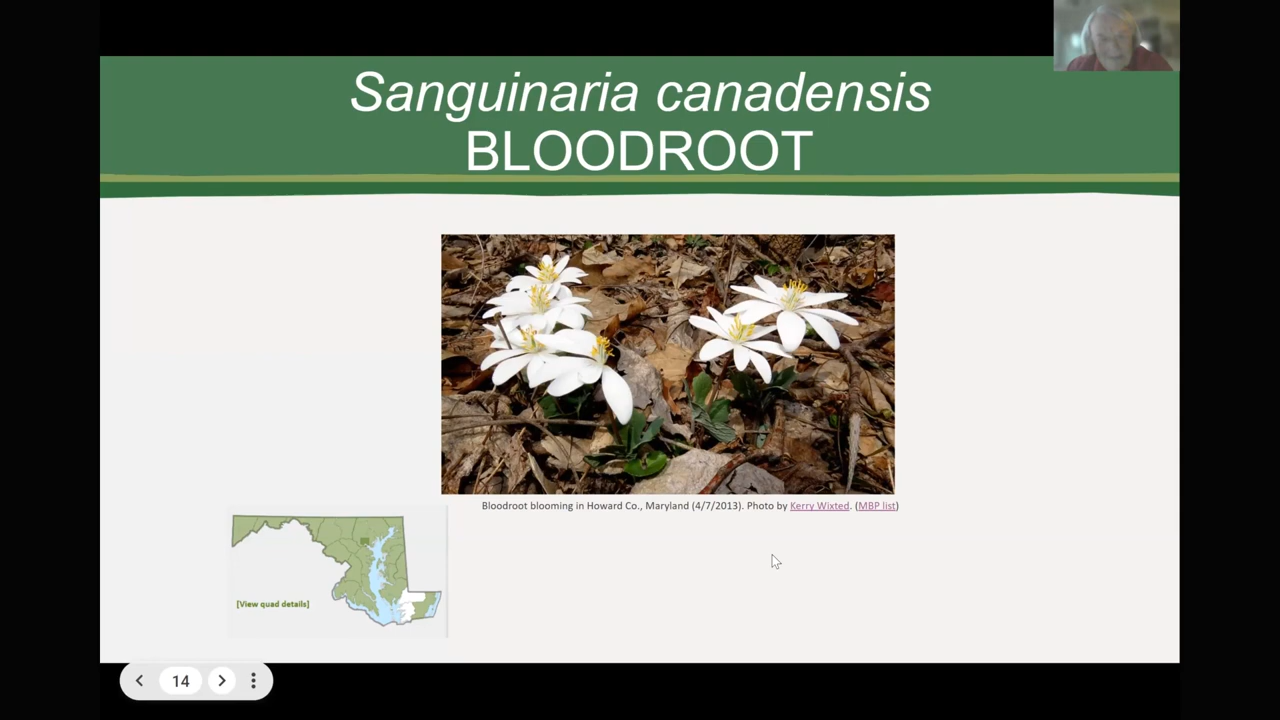 Sanguinaria canadensis
BLOODROOT
Bloodroot blooming in Howard Co., Maryland (4/7/2013). Photo by Kerry Wixted. (MBP list)
[View quad details]
14